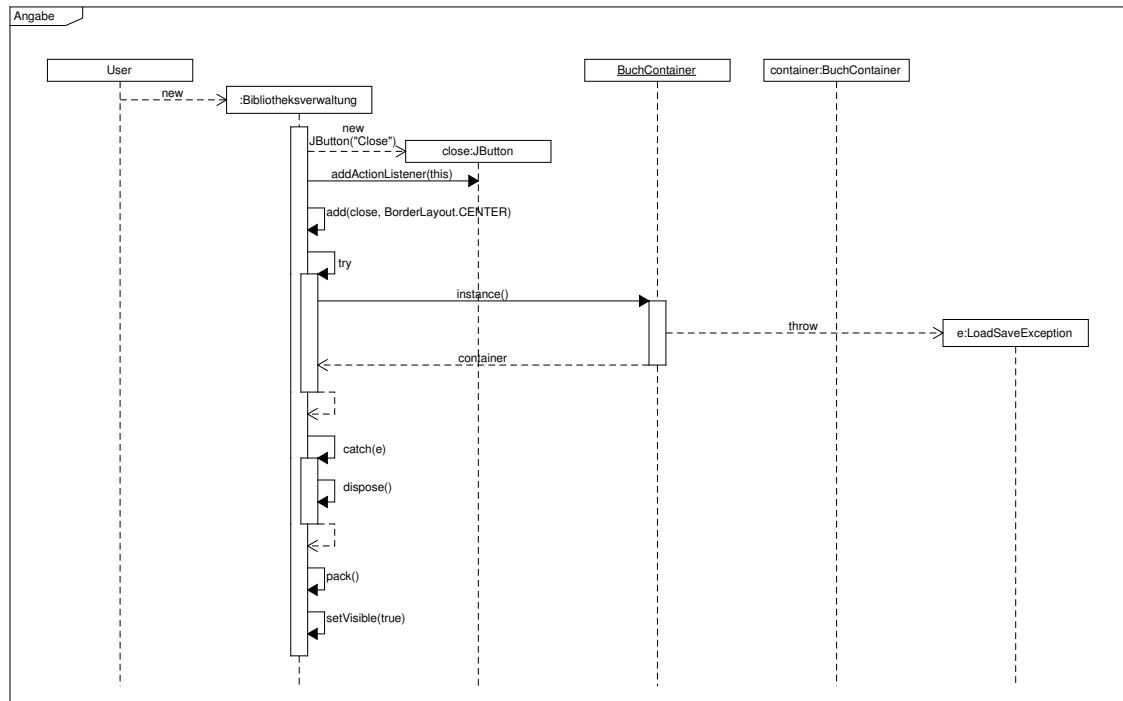 Angabe
User
BuchContainer
container:BuchContainer
new
:Bibliotheksverwaltung
new
JButton("Close")
close:JButton
addActionListener(this)
add(close, BorderLayout.CENTER)
try
instance()
throw
e:LoadSaveException
container
catch(e)
dispose()
pack()
setVisible(true)